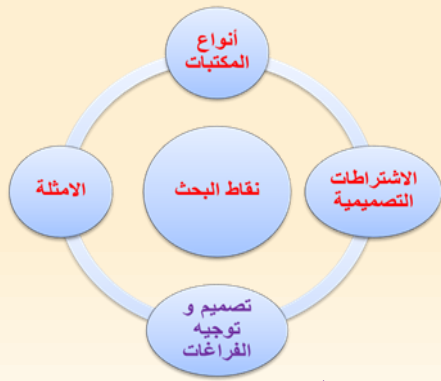 أنواع
المكتبات
الاشتراطات
التصميمية
نقاط البحث
الامثلة
تصميم و
توجيه
الفراغات